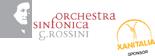 ORCHESTRA
SINFONICA
G.ROSSINI
XANITALIA
SPONSOR